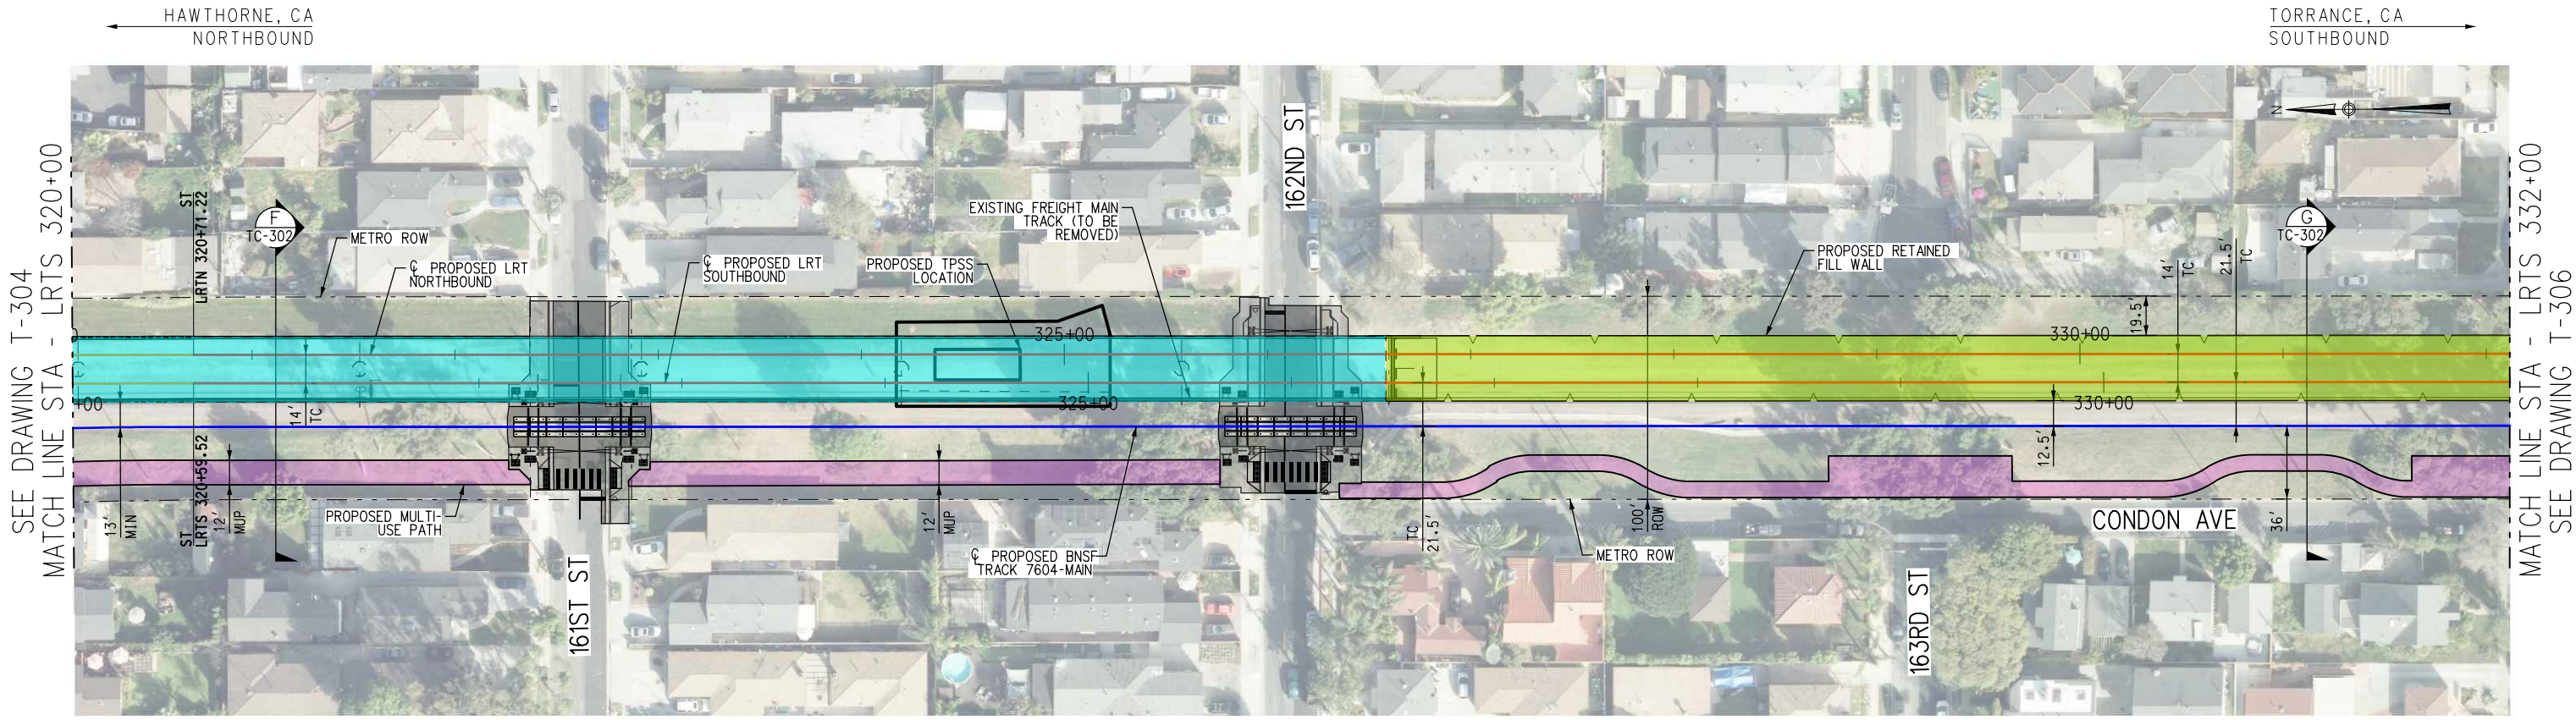 HAWTHORNE, CA
NORTHBOUND
TORRANCE, CA
SOUTHBOUND
SEE DRAWING T-304
MATCH LINE STA - LRTS 320+00
MATCH LINE STA - LRTS 332+00
SEE DRAWING T-306
N
ST
LRTN 320+71.22
F
TC-302
METRO ROW
℄ PROPOSED LRT
NORTHBOUND
℄ PROPOSED LRT
SOUTHBOUND
PROPOSED TPSS
LOCATION
EXISTING FREIGHT MAIN
TRACK (TO BE
REMOVED)
162ND ST
PROPOSED RETAINED
FILL WALL
14'
TC
21.5'
TC
G
TC-302
19.5'
325+00
330+00
+00
325+00
330+00
14'
TC
13'
MIN
ST
LRTS 320+59.52
12'
MUP
PROPOSED MULTI-
USE PATH
161ST ST
12'
MUP
℄ PROPOSED BNSF
TRACK 7604-MAIN
TC
21.5'
METRO ROW
100'
ROW
163RD ST
12.5'
CONDON AVE
36'